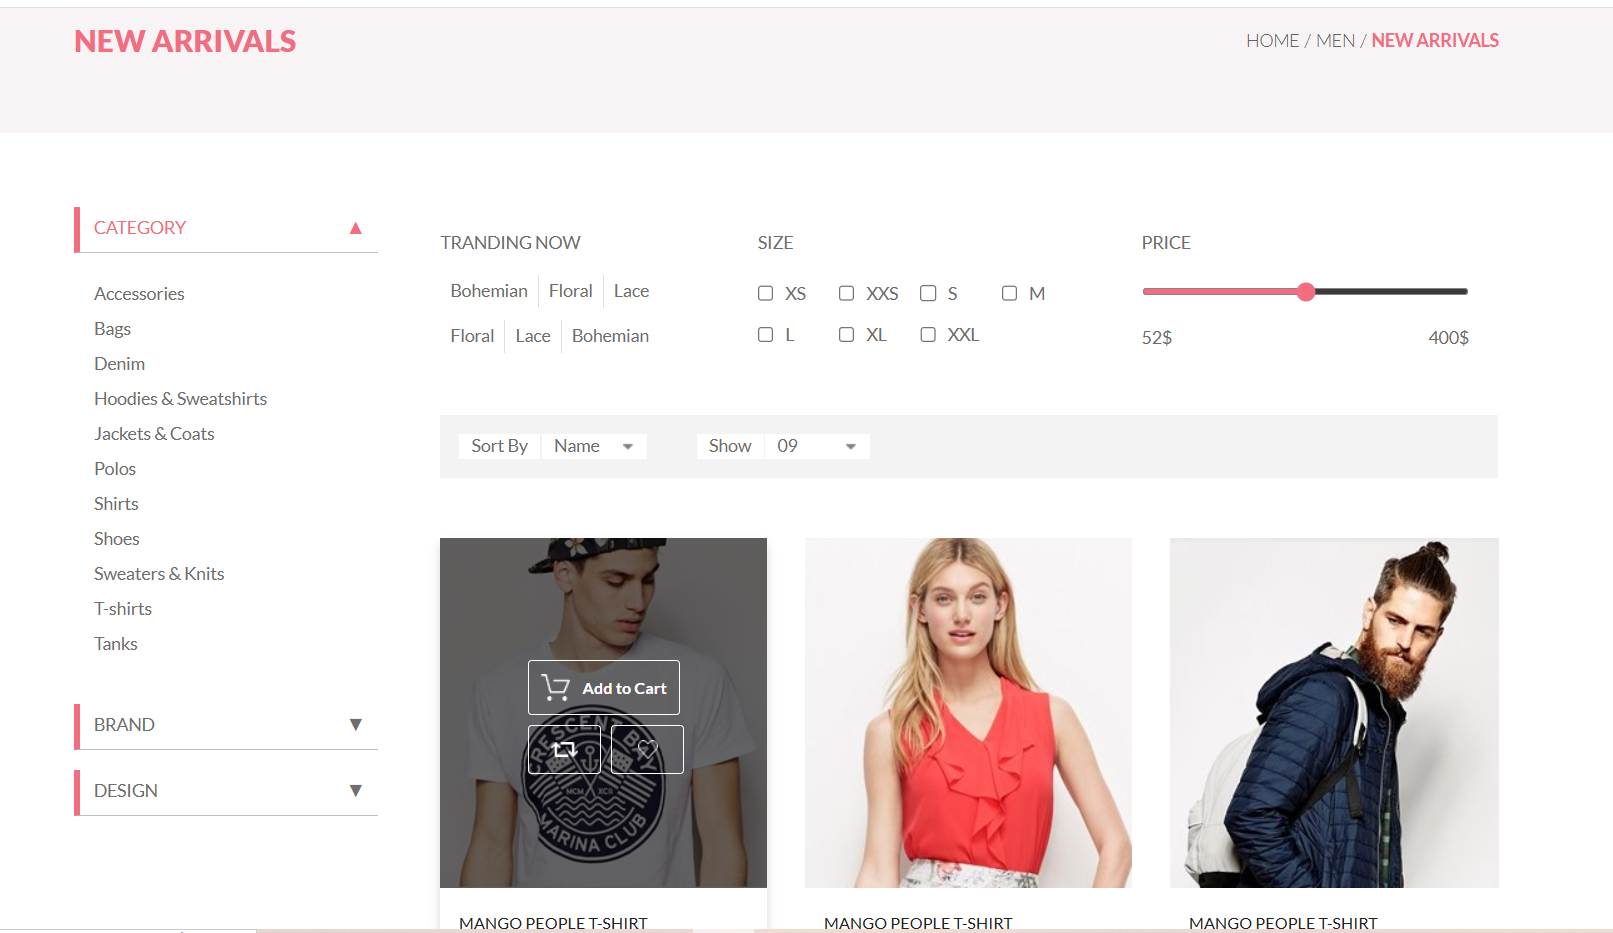 NEW ARRIVALS
HOME / MEN / NEW ARRIVALS
CATEGORY ▲
Accessories
Bags
Denim
Hoodies & Sweatshirts
Jackets & Coats
Polos
Shirts
Shoes
Sweaters & Knits
T-shirts
Tanks
BRAND ▼
DESIGN ▼
TRANDING NOW
Bohemian Floral Lace
Floral Lace Bohemian
SIZE
XS XXS S M
L XL XXL
PRICE
52$ 400$
Sort By Name
Show 09
Add to Cart
MCM XCII
MARINA CLUB
MANGO PEOPLE T-SHIRT
MANGO PEOPLE T-SHIRT
MANGO PEOPLE T-SHIRT